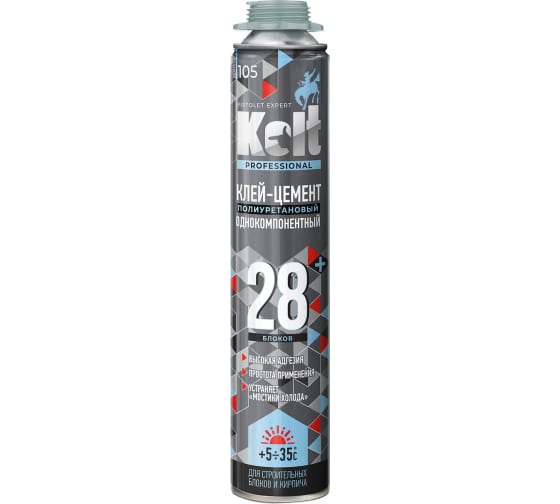 105
PISTOLET EXPERT
Kelt
PROFESSIONAL
КЛЕЙ-ЦЕМЕНТ
ПОЛИУРЕТАНОВЫЙ
ОДНОКОМПОНЕНТНЫЙ
28+
БЛОКОВ
ВЫСОКАЯ АДГЕЗИЯ
ПРОСТОТА ПРИМЕНЕНИЯ
УСТРАНЯЕТ
«МОСТИКИ ХОЛОДА»
+5÷35°C
ДЛЯ СТРОИТЕЛЬНЫХ
БЛОКОВ И КИРПИЧА